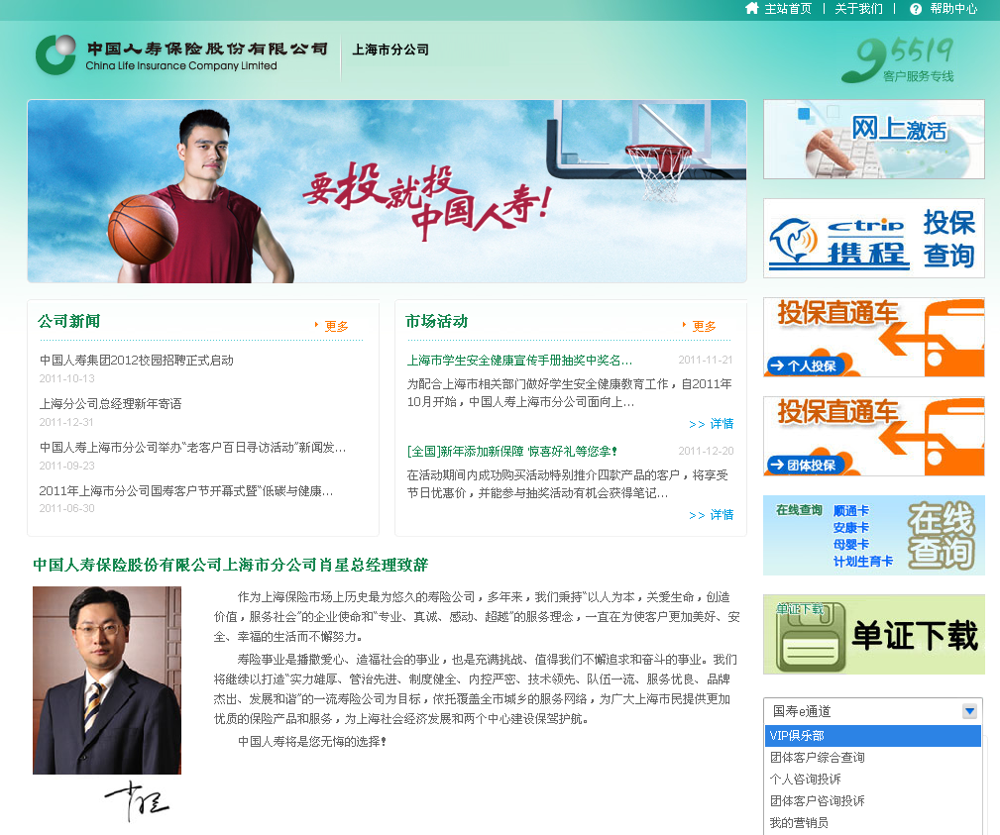 主站首页 | 关于我们 | 帮助中心
中国人寿保险股份有限公司
China Life Insurance Company Limited
上海市分公司
95519
客户服务专线
要投就投
中国人寿!
网上激活
ctrip
携程
投保
查询
投保直通车
个人投保
投保直通车
团体投保
在线查询
顺通卡
安康卡
母婴卡
计划生育卡
在线
查询
单证下载
单证下载
国寿e通道
VIP俱乐部
团体客户综合查询
个人咨询投诉
团体客户咨询投诉
我的营销员
公司新闻
更多
中国人寿集团2012校园招聘正式启动
2011-10-13
上海分公司总经理新年寄语
2011-12-31
中国人寿上海市分公司举办“老客户百日寻访活动”新闻发...
2011-09-23
2011年上海市分公司国寿客户节开幕式暨“低碳与健康...
2011-06-30
市场活动
更多
上海市学生安全健康宣传手册抽奖中奖名... 2011-11-21
为配合上海市相关部门做好学生安全健康教育工作，自2011年
10月开始，中国人寿上海市分公司面向上...
>> 详情
[全国]新年添加新保障 惊喜好礼等您拿! 2011-12-20
在活动期间内成功购买活动特别推介四款产品的客户，将享受
节日优惠价，并能参与抽奖活动有机会获得笔记...
>> 详情
中国人寿保险股份有限公司上海市分公司肖星总经理致辞
作为上海保险市场上历史最为悠久的寿险公司，多年来，我们秉持“以人为本，关爱生命，创造
价值，服务社会”的企业使命和“专业、真诚、感动、超越”的服务理念，一直在为使客户更加美好、安
全、幸福的生活而不懈努力。
寿险事业是播撒爱心、造福社会的事业，也是充满挑战、值得我们不懈追求和奋斗的事业。我们
将继续以打造“实力雄厚、管治先进、制度健全、内控严密、技术领先、队伍一流、服务优良、品牌
杰出、发展和谐”的一流寿险公司为目标，依托覆盖全市城乡的服务网络，为广大上海市民提供更加
优质的保险产品和服务，为上海社会经济发展和两个中心建设保驾护航。
中国人寿将是您无悔的选择!
肖星